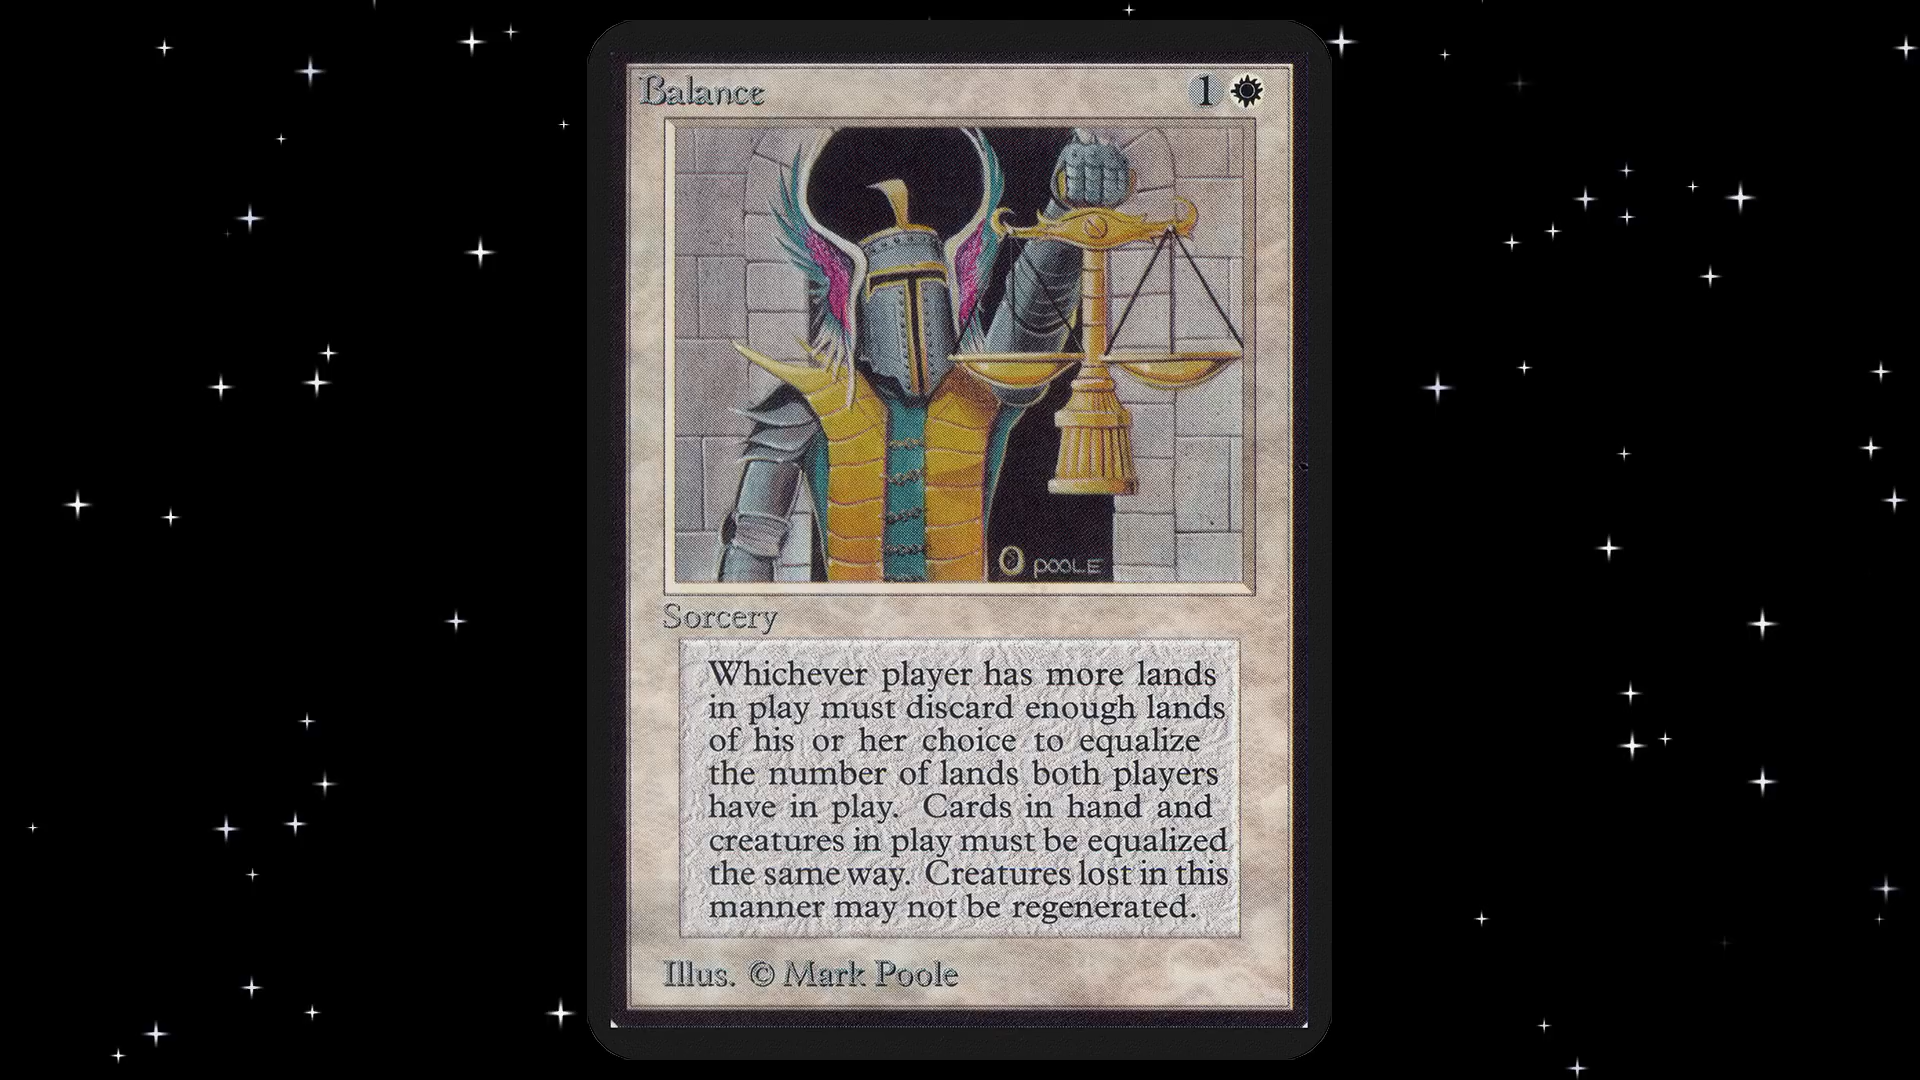 Balance 1
0 POOLE
Sorcery
Whichever player has more lands
in play must discard enough lands
of his or her choice to equalize
the number of lands both players
have in play. Cards in hand and
creatures in play must be equalized
the same way. Creatures lost in this
manner may not be regenerated.
Illus. © Mark Poole